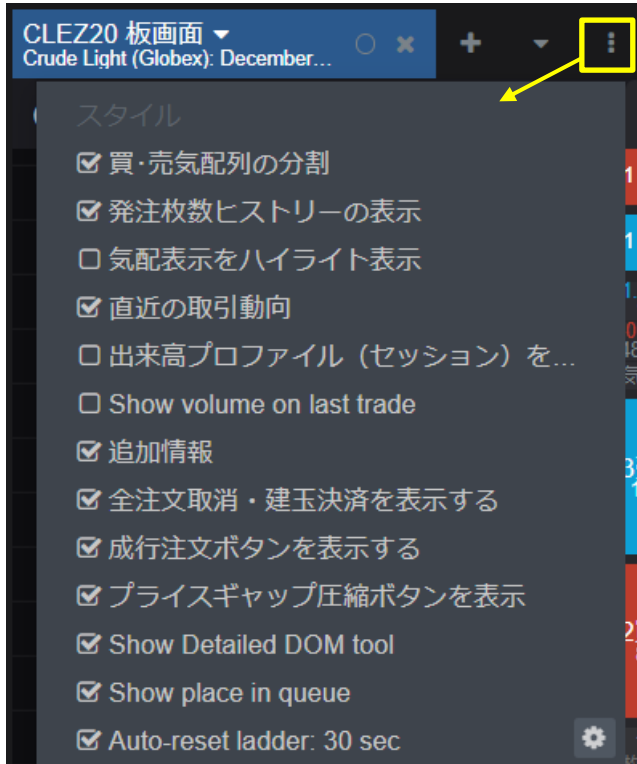 CLEZ20 板画面
Crude Light (Globex): December...
スタイル
買･売気配列の分割
発注枚数ヒストリーの表示
気配表示をハイライト表示
直近の取引動向
出来高プロファイル（セッション）を...
Show volume on last trade
追加情報
全注文取消・建玉決済を表示する
成行注文ボタンを表示する
プライスギャップ圧縮ボタンを表示
Show Detailed DOM tool
Show place in queue
Auto-reset ladder: 30 sec